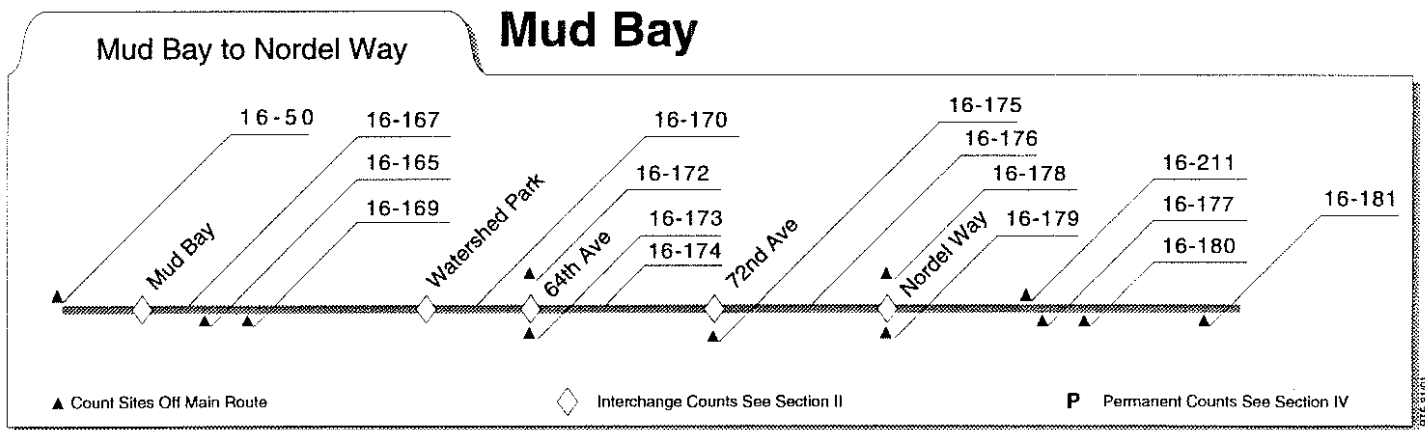 Mud Bay to Nordel Way
Mud Bay
16-50
16-167
16-165
16-169
16-170
16-172
16-173
16-174
16-175
16-176
16-178
16-179
16-211
16-177
16-180
16-181
Mud Bay
Watershed Park
64th Ave
72nd Ave
Nordel Way
Count Sites Off Main Route
Interchange Counts See Section II
P Permanent Counts See Section IV